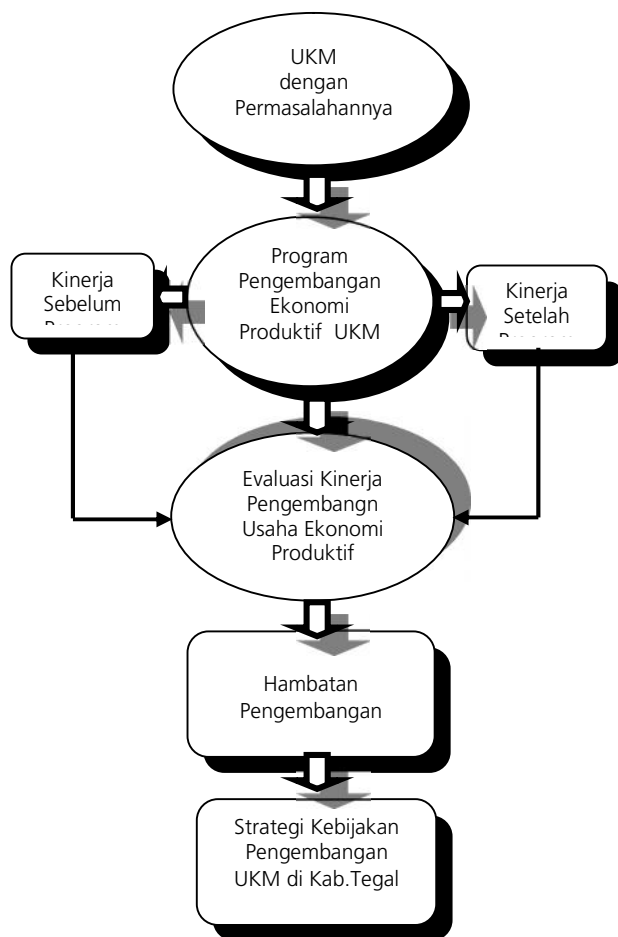 UKM
dengan
Permasalahannya
Program
Pengembangan
Ekonomi
Produktif UKM
Kinerja
Sebelum
Kinerja
Setelah
Evaluasi Kinerja
Pengembangn
Usaha Ekonomi
Produktif
Hambatan
Pengembangan
Strategi Kebijakan
Pengembangan
UKM di Kab.Tegal